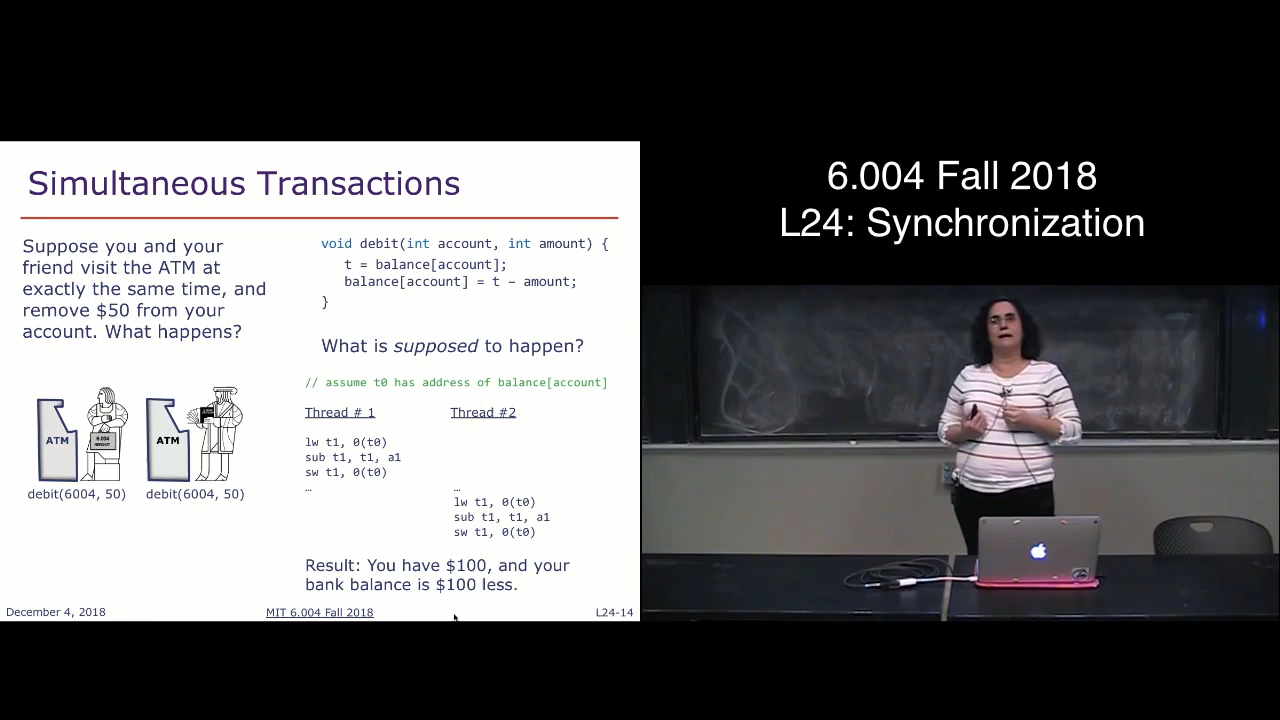 Simultaneous Transactions
Suppose you and your
friend visit the ATM at
exactly the same time, and
remove $50 from your
account. What happens?
ATM
6.004
ATM
debit(6004, 50)
debit(6004, 50)
void debit(int account, int amount) {
t = balance[account];
balance[account] = t – amount;
}
What is supposed to happen?
// assume t0 has address of balance[account]
Thread # 1
lw t1, 0(t0)
sub t1, t1, a1
sw t1, 0(t0)
…
Thread #2
…
lw t1, 0(t0)
sub t1, t1, a1
sw t1, 0(t0)
Result: You have $100, and your
bank balance is $100 less.
December 4, 2018
MIT 6.004 Fall 2018
L24-14
6.004 Fall 2018
L24: Synchronization